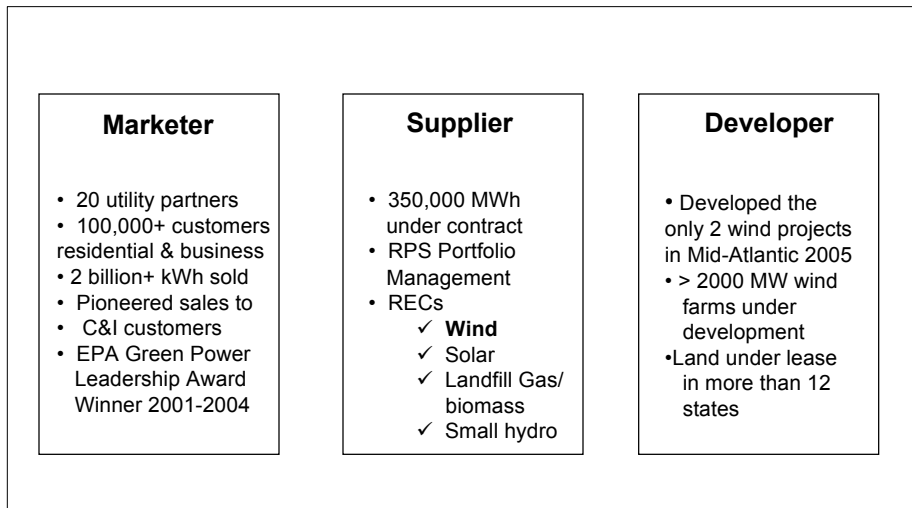 Marketer
• 20 utility partners
• 100,000+ customers
residential & business
• 2 billion+ kWh sold
• Pioneered sales to
• C&I customers
• EPA Green Power
Leadership Award
Winner 2001-2004
Supplier
• 350,000 MWh
under contract
• RPS Portfolio
Management
• RECs
✓ Wind
✓ Solar
✓ Landfill Gas/
biomass
✓ Small hydro
Developer
• Developed the
only 2 wind projects
in Mid-Atlantic 2005
• > 2000 MW wind
farms under
development
•Land under lease
in more than 12
states